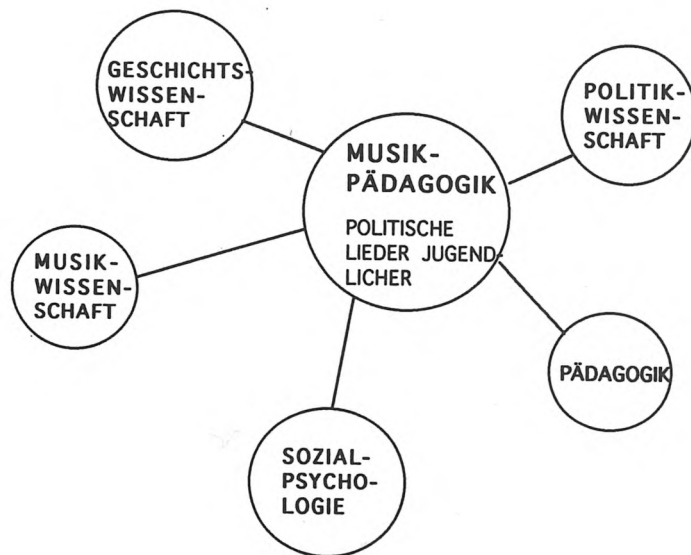 GESCHICHTS-
WISSEN-
SCHAFT
POLITIK-
WISSEN-
SCHAFT
MUSIK-
PÄDAGOGIK
POLITISCHE
LIEDER JUGEND-
LICHER
MUSIK-
WISSEN-
SCHAFT
PÄDAGOGIK
SOZIAL-
PSYCHO-
LOGIE